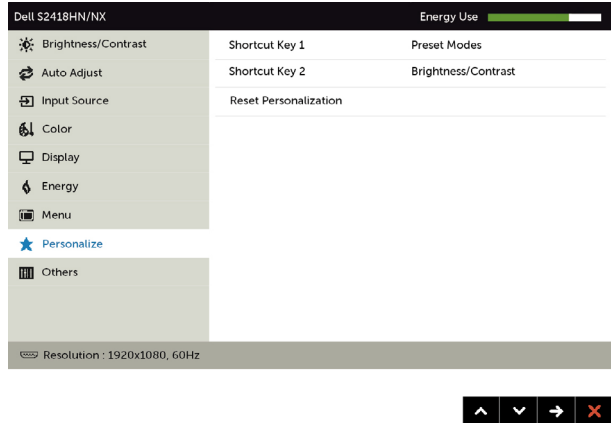 Dell S2418HN/NX Energy Use
Brightness/Contrast
Auto Adjust
Input Source
Color
Display
Energy
Menu
Personalize
Others
Shortcut Key 1 Preset Modes
Shortcut Key 2 Brightness/Contrast
Reset Personalization
Resolution : 1920x1080, 60Hz